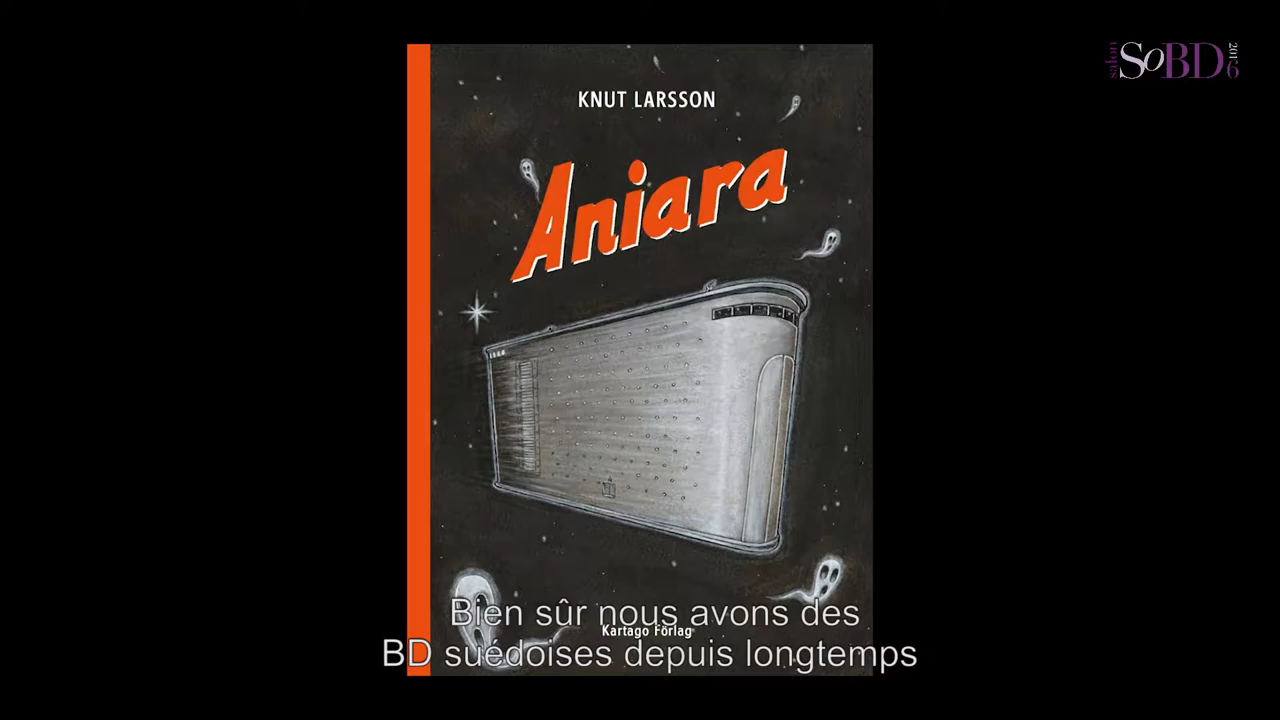 salon SoBD 2016
KNUT LARSSON
Aniara
Kartago Förlag
Bien sûr nous avons des
BD suédoises depuis longtemps